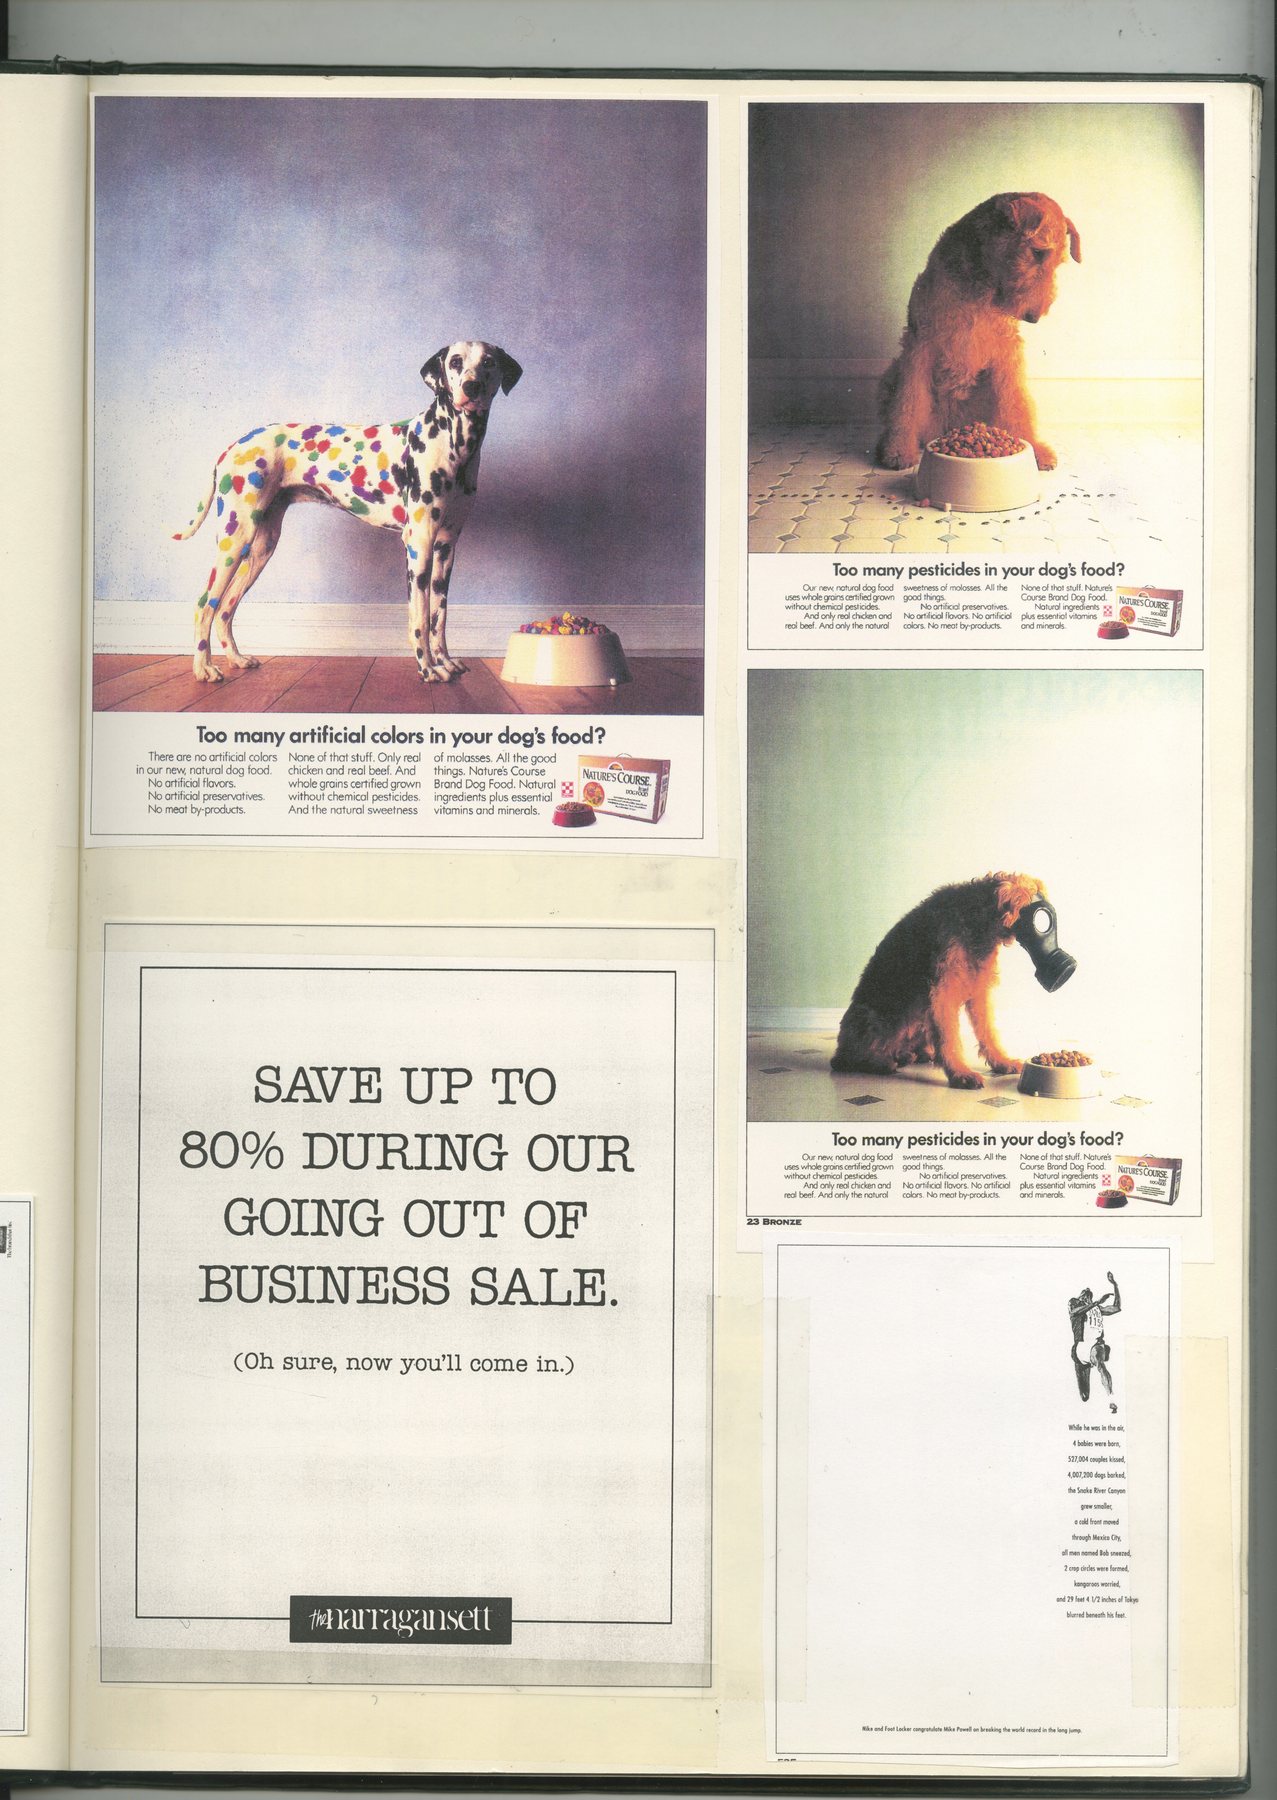 Too many artificial colors in your dog's food?
There are no artificial colors
in our new, natural dog food.
No artificial flavors.
No artificial preservatives.
No meat by-products.
None of that stuff. Only real
chicken and real beef. And
whole grains certified grown
without chemical pesticides.
And the natural sweetness
of molasses. All the good
things. Nature's Course
Brand Dog Food. Natural
ingredients plus essential
vitamins and minerals.
NATURE'S COURSE
DOG FOOD
Too many pesticides in your dog's food?
Our new, natural dog food
uses whole grains certified grown
without chemical pesticides.
And only real chicken and
real beef. And only the natural
sweetness of molasses. All the
good things.
No artificial preservatives.
No artificial flavors. No artificial
colors. No meat by-products.
None of that stuff. Nature's
Course Brand Dog Food.
Natural ingredients
plus essential vitamins
and minerals.
NATURE'S COURSE
Too many pesticides in your dog's food?
Our new, natural dog food
uses whole grains certified grown
without chemical pesticides.
And only real chicken and
real beef. And only the natural
sweetness of molasses. All the
good things.
No artificial preservatives.
No artificial flavors. No artificial
colors. No meat by-products.
None of that stuff. Nature's
Course Brand Dog Food.
Natural ingredients
plus essential vitamins
and minerals.
NATURE'S COURSE
23 BRONZE
SAVE UP TO
80% DURING OUR
GOING OUT OF
BUSINESS SALE.
(Oh sure, now you'll come in.)
the narragansett
While he was in the air,
4 babies were born,
527,004 couples kissed,
4,007,200 dogs barked,
the Snake River Canyon
grew smaller,
a cold front moved
through Mexico City,
all men named Bob sneezed,
2 crop circles were formed,
kangaroos worried,
and 29 feet 4 1/2 inches of Tokyo
blurred beneath his feet.
Nike and Foot Locker congratulate Mike Powell on breaking the world record in the long jump.